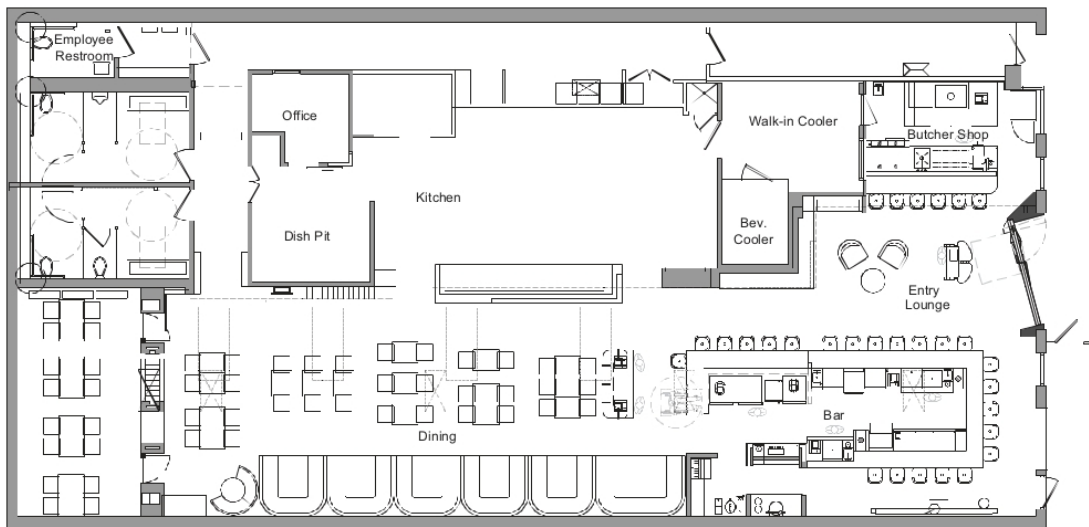 Employee
Restroom
Office
Walk-in Cooler
Butcher Shop
Kitchen
Dish Pit
Bev.
Cooler
Entry
Lounge
Bar
Dining